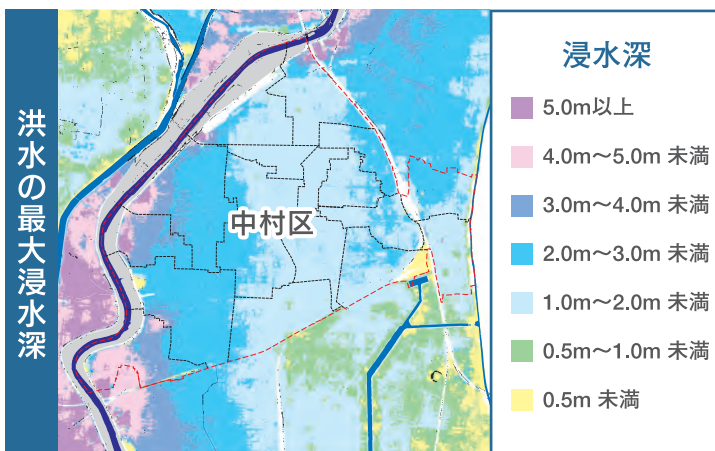 洪水の最大浸水深
中村区
浸水深
5.0m以上
4.0m〜5.0m 未満
3.0m〜4.0m 未満
2.0m〜3.0m 未満
1.0m〜2.0m 未満
0.5m〜1.0m 未満
0.5m 未満